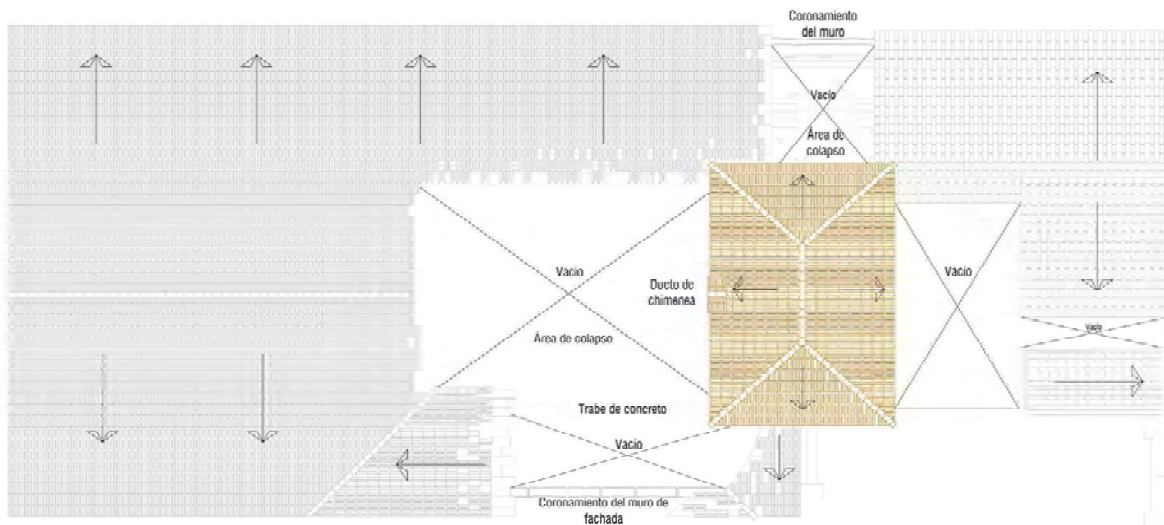 Coronamiento
del muro
Vacío
Área de
colapso
Vacío
Ducto de
chimenea
Vacío
Vacío
Área de colapso
Trabe de concreto
Vacío
Coronamiento del muro de
fachada